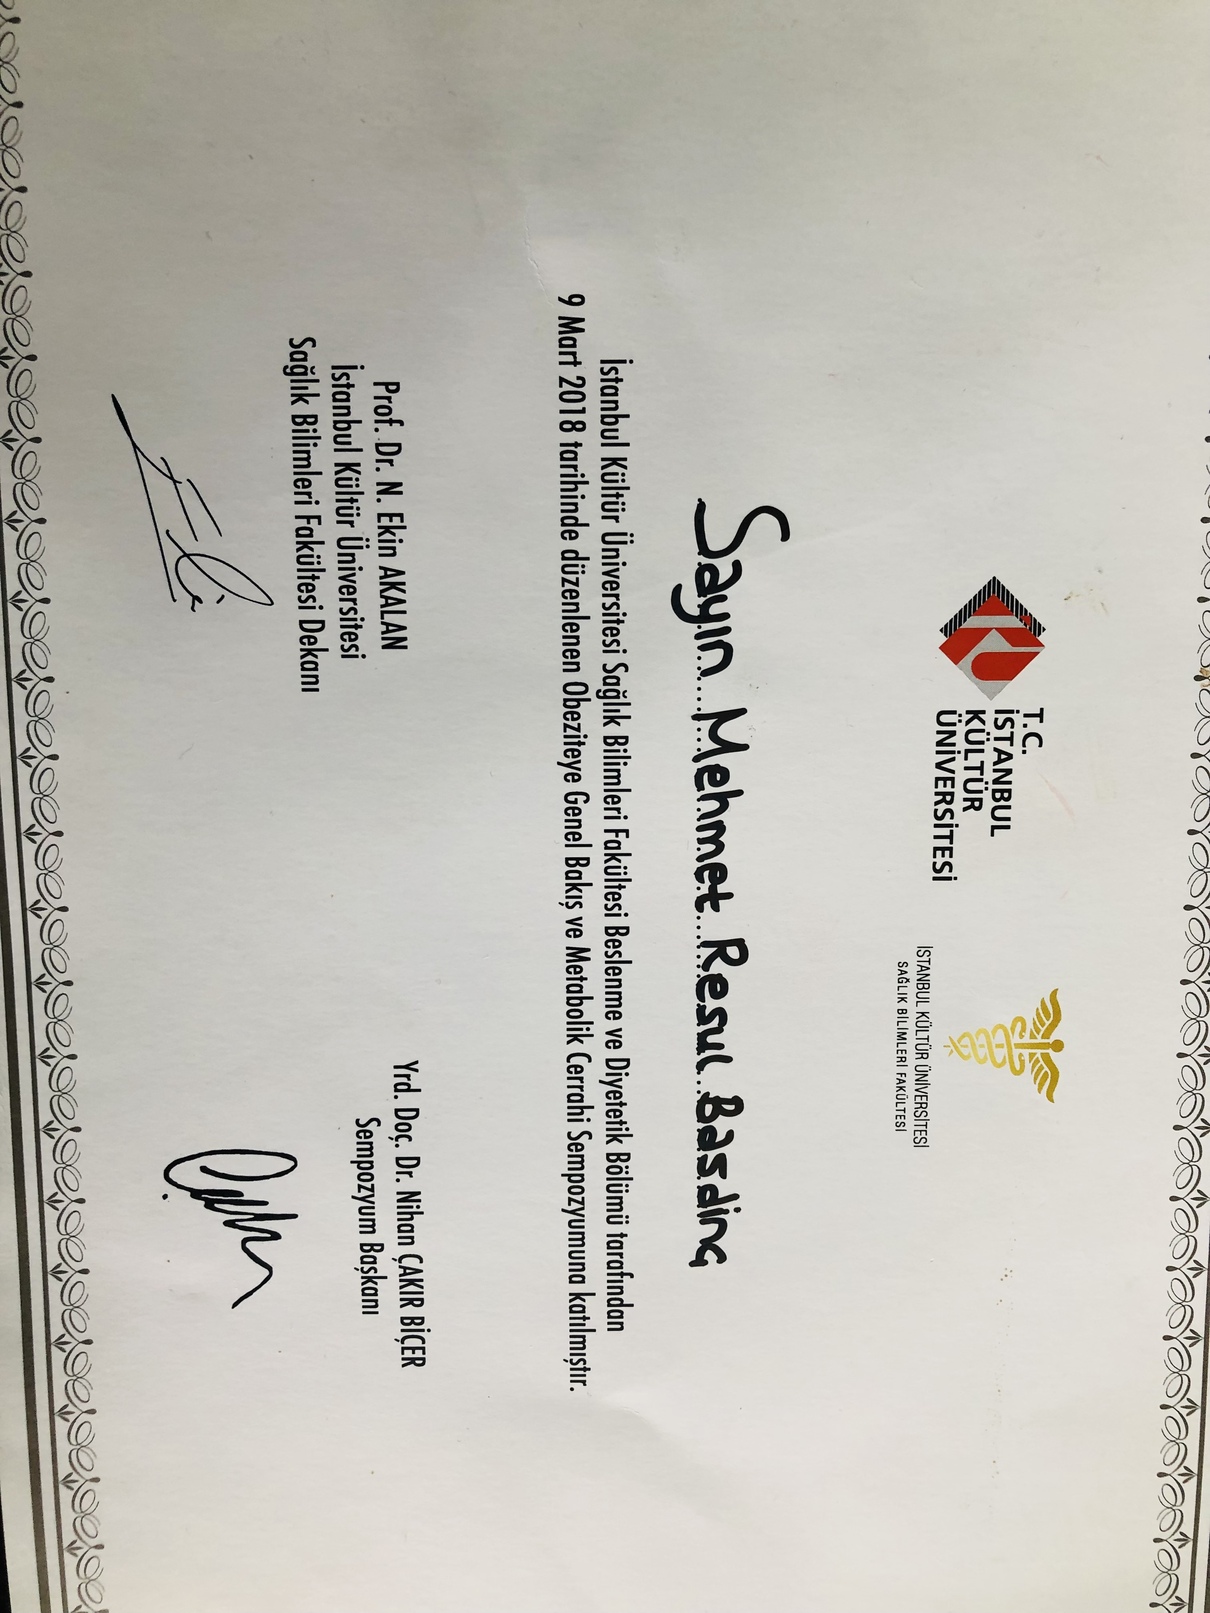 T.C.
İSTANBUL
KÜLTÜR
ÜNİVERSİTESİ
İSTANBUL KÜLTÜR ÜNİVERSİTESİ
SAĞLIK BİLİMLERİ FAKÜLTESİ
Sayın Mehmet Resul Basdinç
İstanbul Kültür Üniversitesi Sağlık Bilimleri Fakültesi Beslenme ve Diyetetik Bölümü tarafından
9 Mart 2018 tarihinde düzenlenen Obeziteye Genel Bakış ve Metabolik Cerrahi Sempozyumuna katılmıştır.
Prof. Dr. N. Ekin AKALAN
İstanbul Kültür Üniversitesi
Sağlık Bilimleri Fakültesi Dekanı
Yrd. Doç. Dr. Nihan ÇAKIR BİÇER
Sempozyum Başkanı